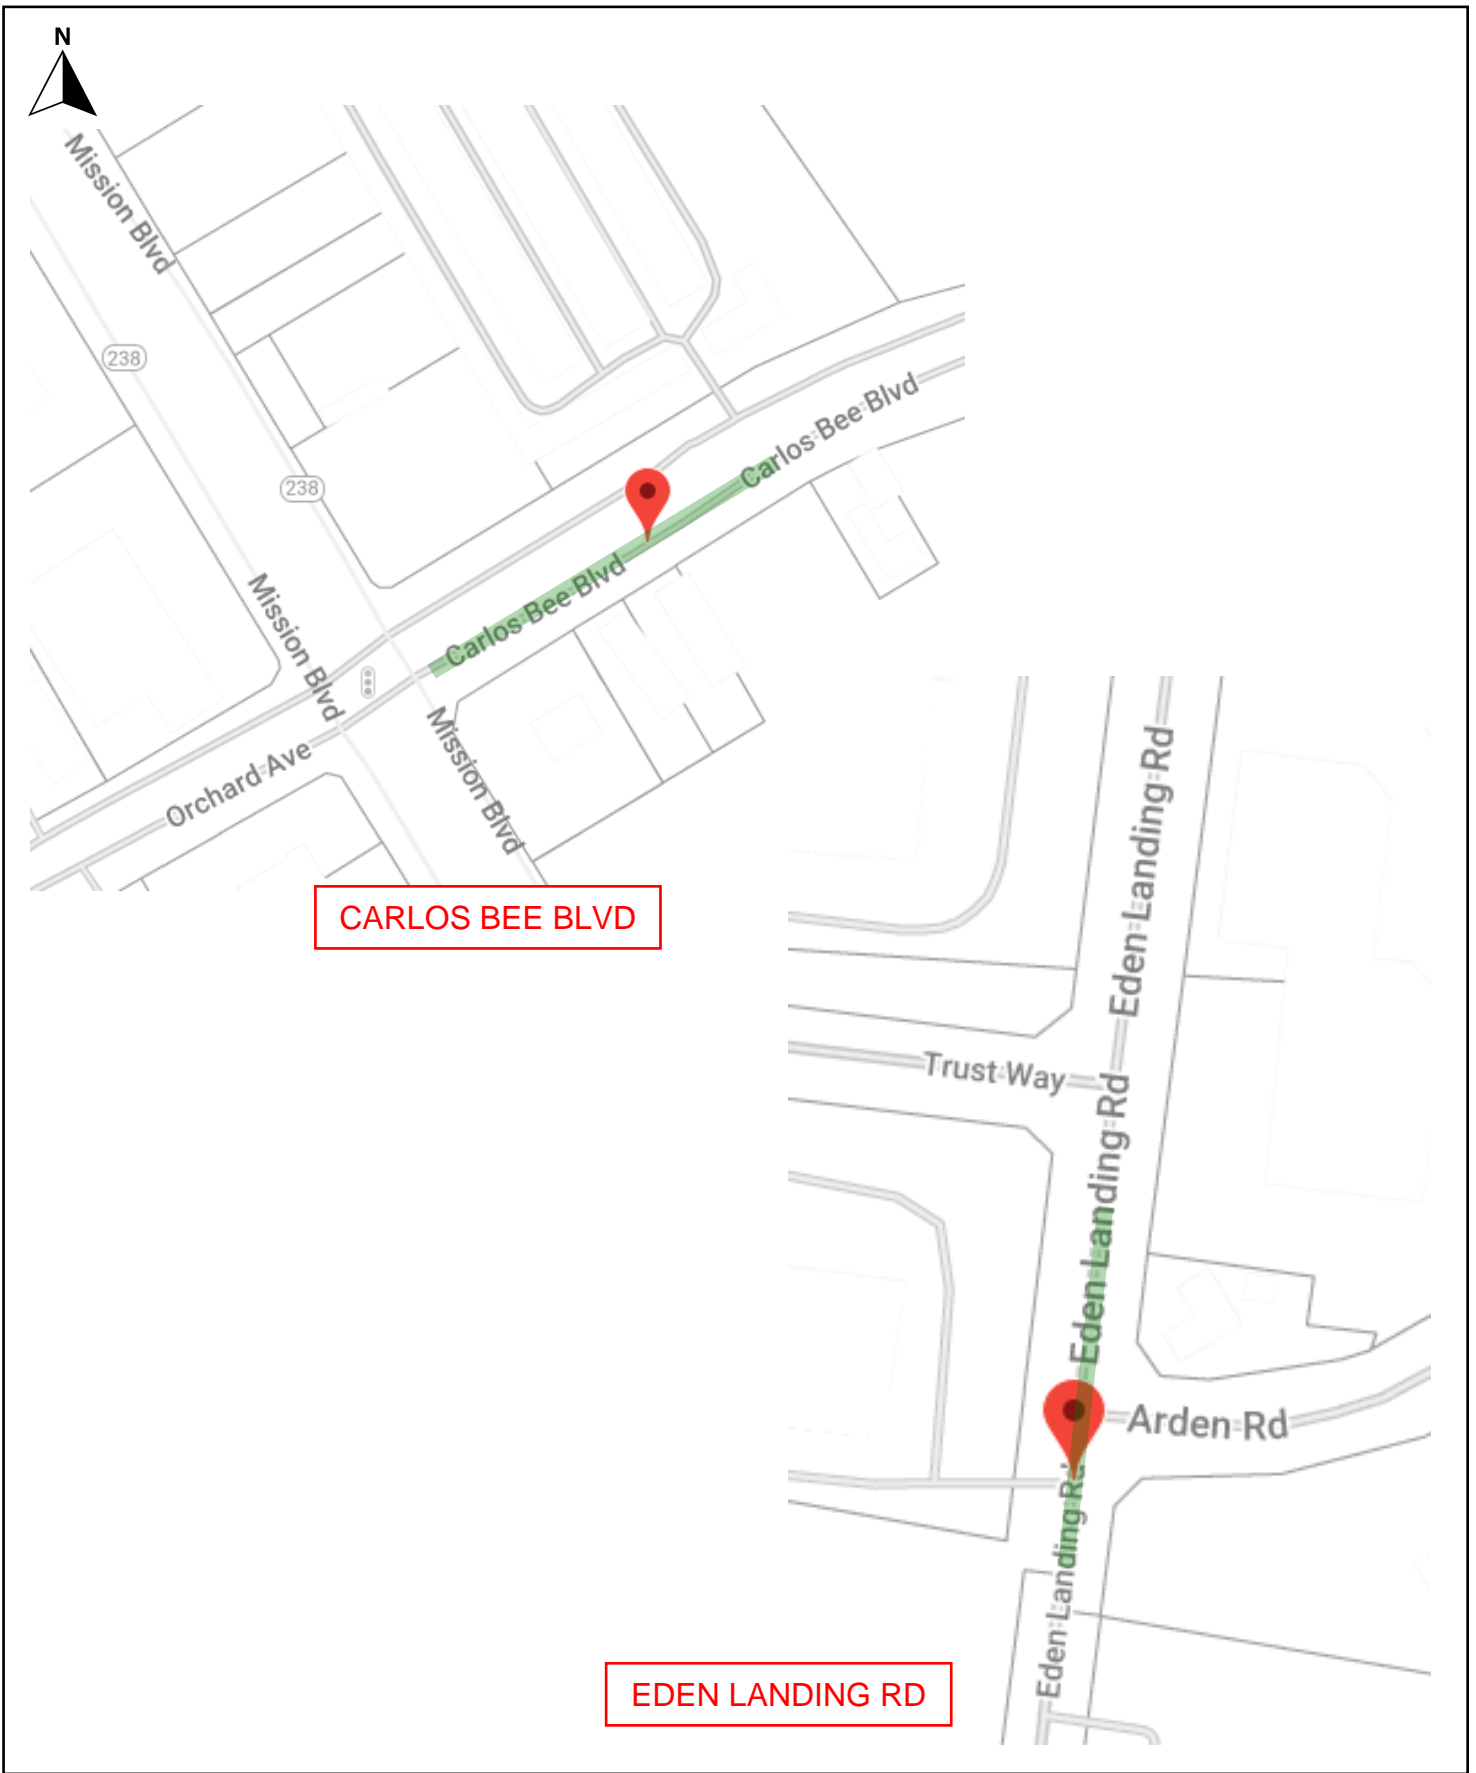 N
Mission Blvd
238
238
Carlos Bee Blvd
Carlos Bee Blvd
Mission Blvd
Mission Blvd
Orchard Ave
CARLOS BEE BLVD
Eden Landing Rd
Trust Way
Eden Landing Rd
Arden Rd
Eden Landing Rd
EDEN LANDING RD